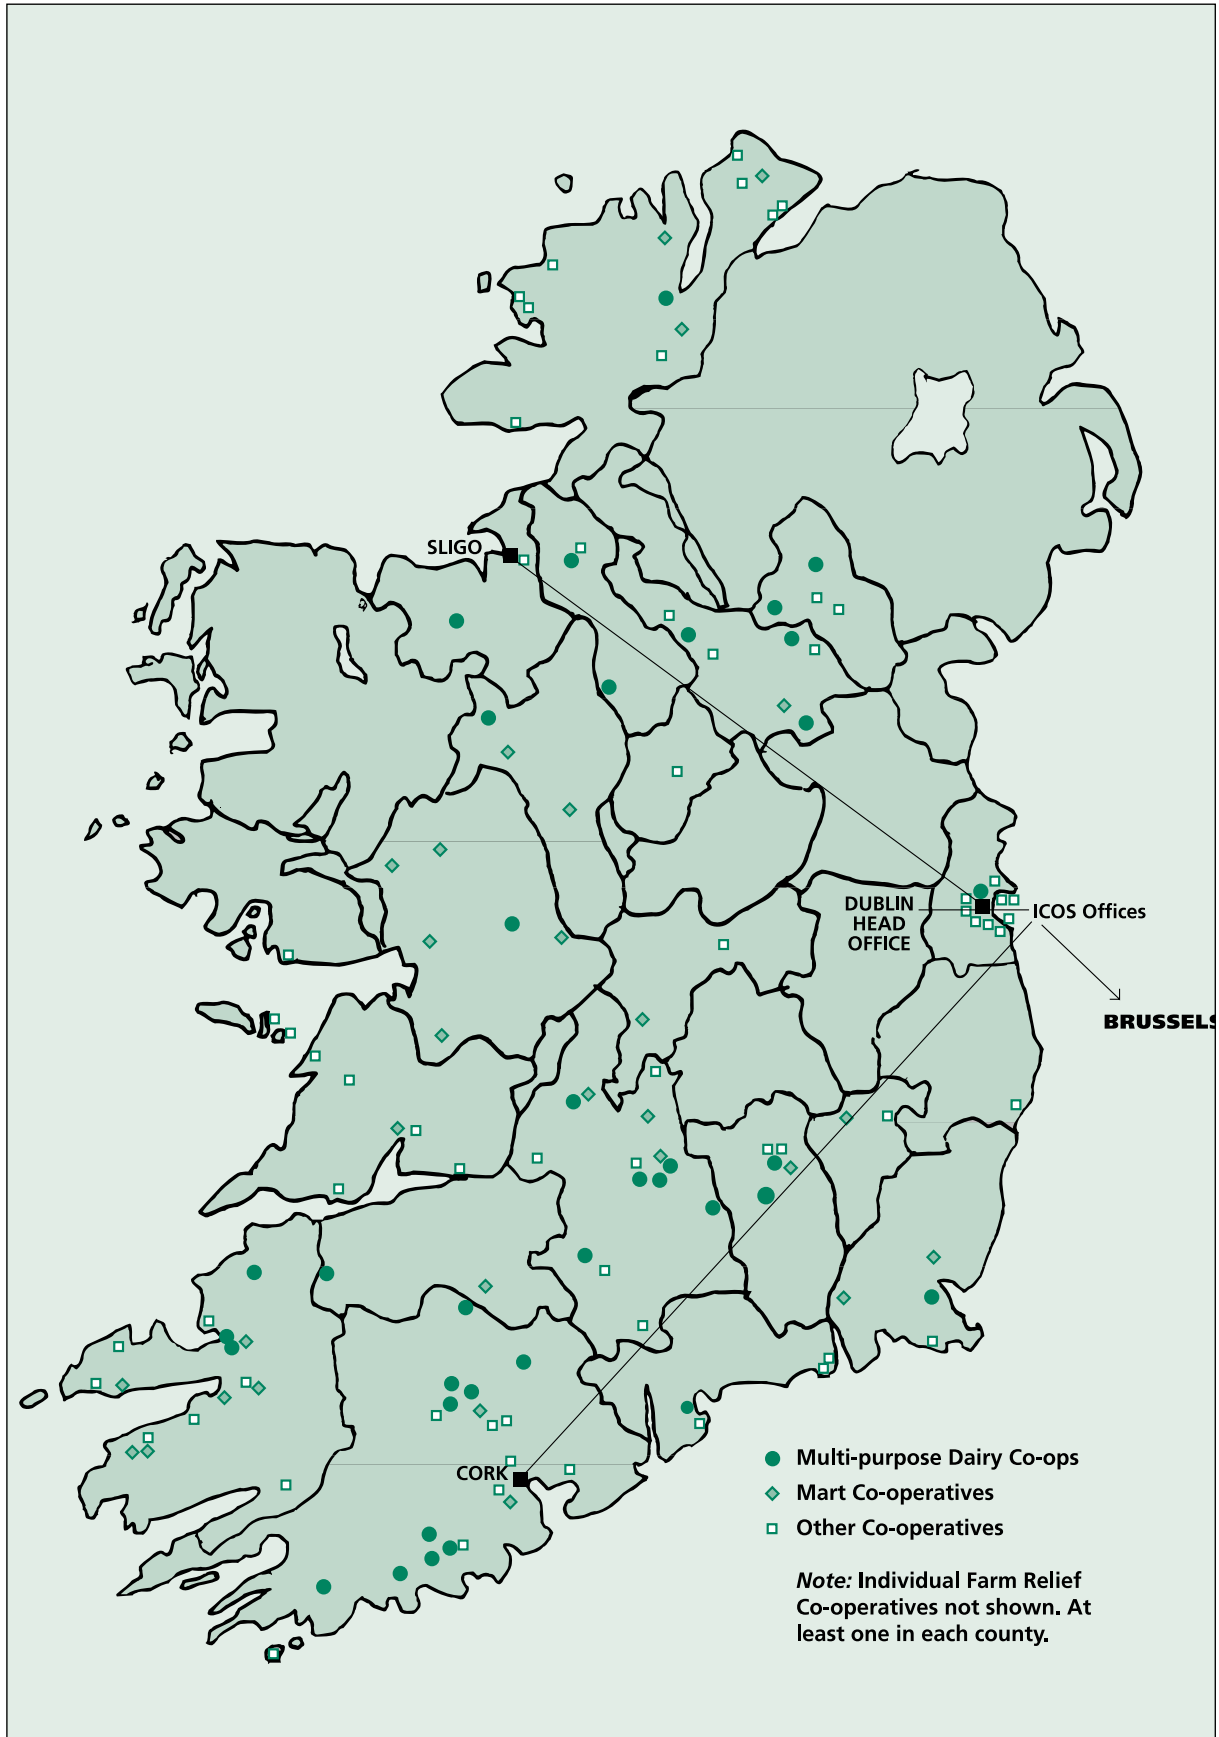 SLIGO
DUBLIN
HEAD
OFFICE
ICOS Offices
BRUSSELS
CORK
Multi-purpose Dairy Co-ops
Mart Co-operatives
Other Co-operatives
Note: Individual Farm Relief
Co-operatives not shown. At
least one in each county.